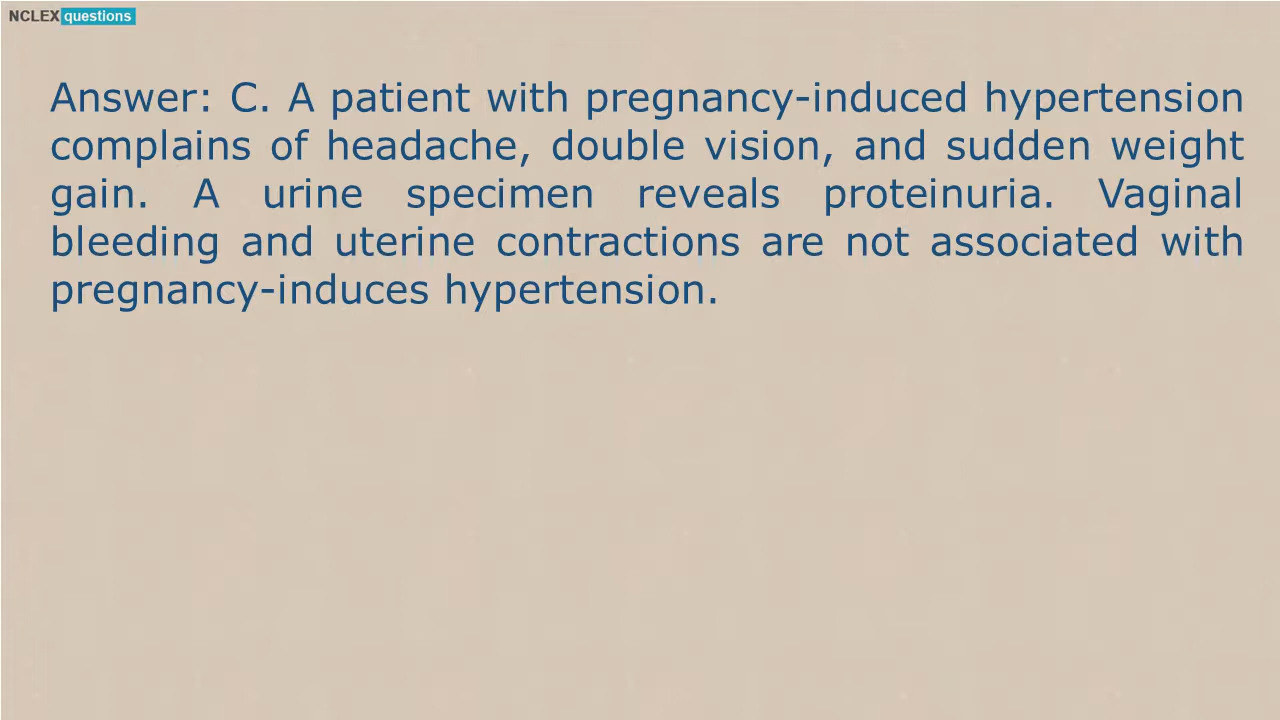 NCLEX questions
Answer: C. A patient with pregnancy-induced hypertension
complains of headache, double vision, and sudden weight
gain. A urine specimen reveals proteinuria. Vaginal
bleeding and uterine contractions are not associated with
pregnancy-induces hypertension.